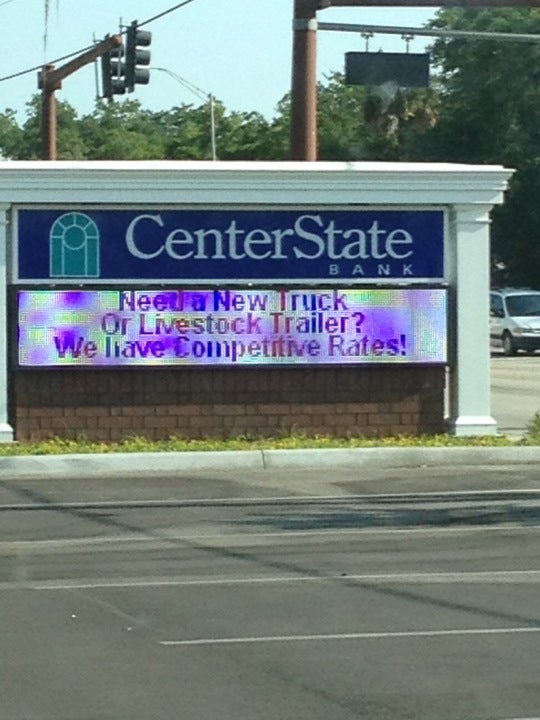 CenterState
BANK
Need a New Truck
Or Livestock Trailer?
We have Competitive Rates!